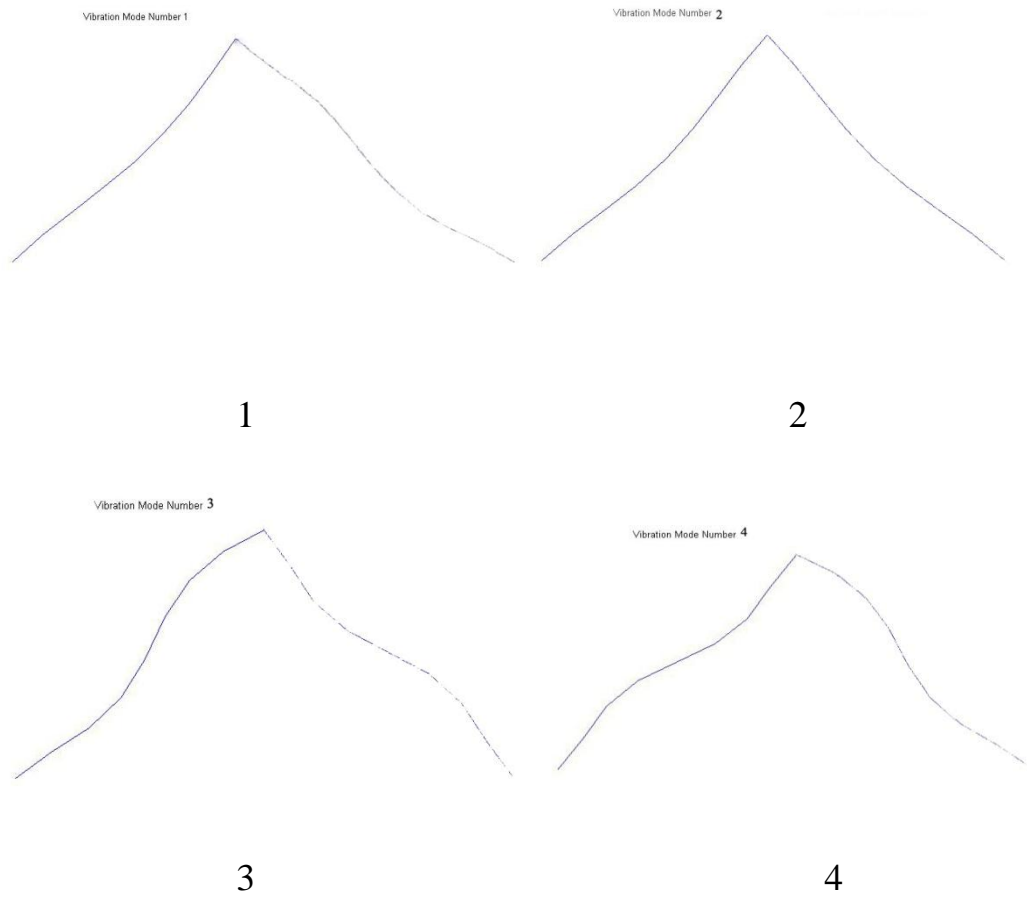 Vibration Mode Number 1
Vibration Mode Number 2
1
2
Vibration Mode Number 3
Vibration Mode Number 4
3
4